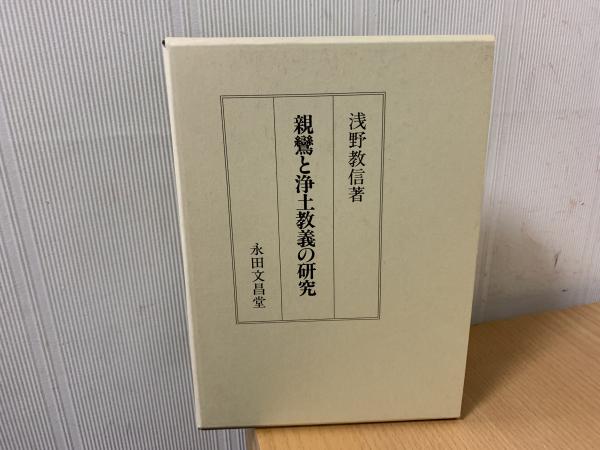 浅野教信著
親鸞と浄土教義の研究
永田文昌堂